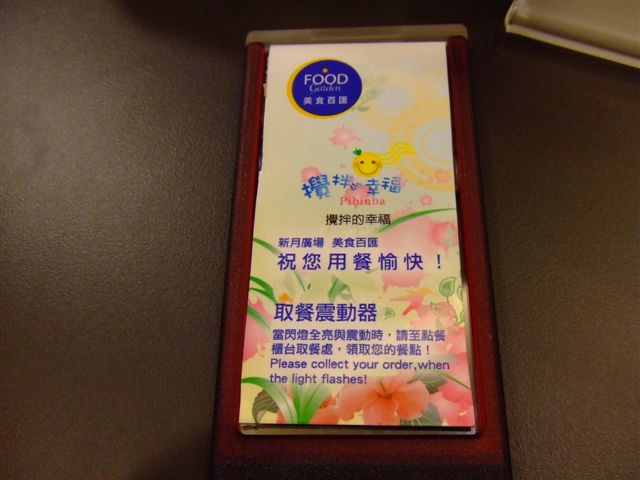 FOOD
Garden
美食百匯
攪拌的幸福
Pihinba
攪拌的幸福
新月廣場 美食百匯
祝您用餐愉快！
取餐震動器
當閃燈全亮與震動時，請至點餐
櫃台取餐處，領取您的餐點！
Please collect your order,when
the light flashes!